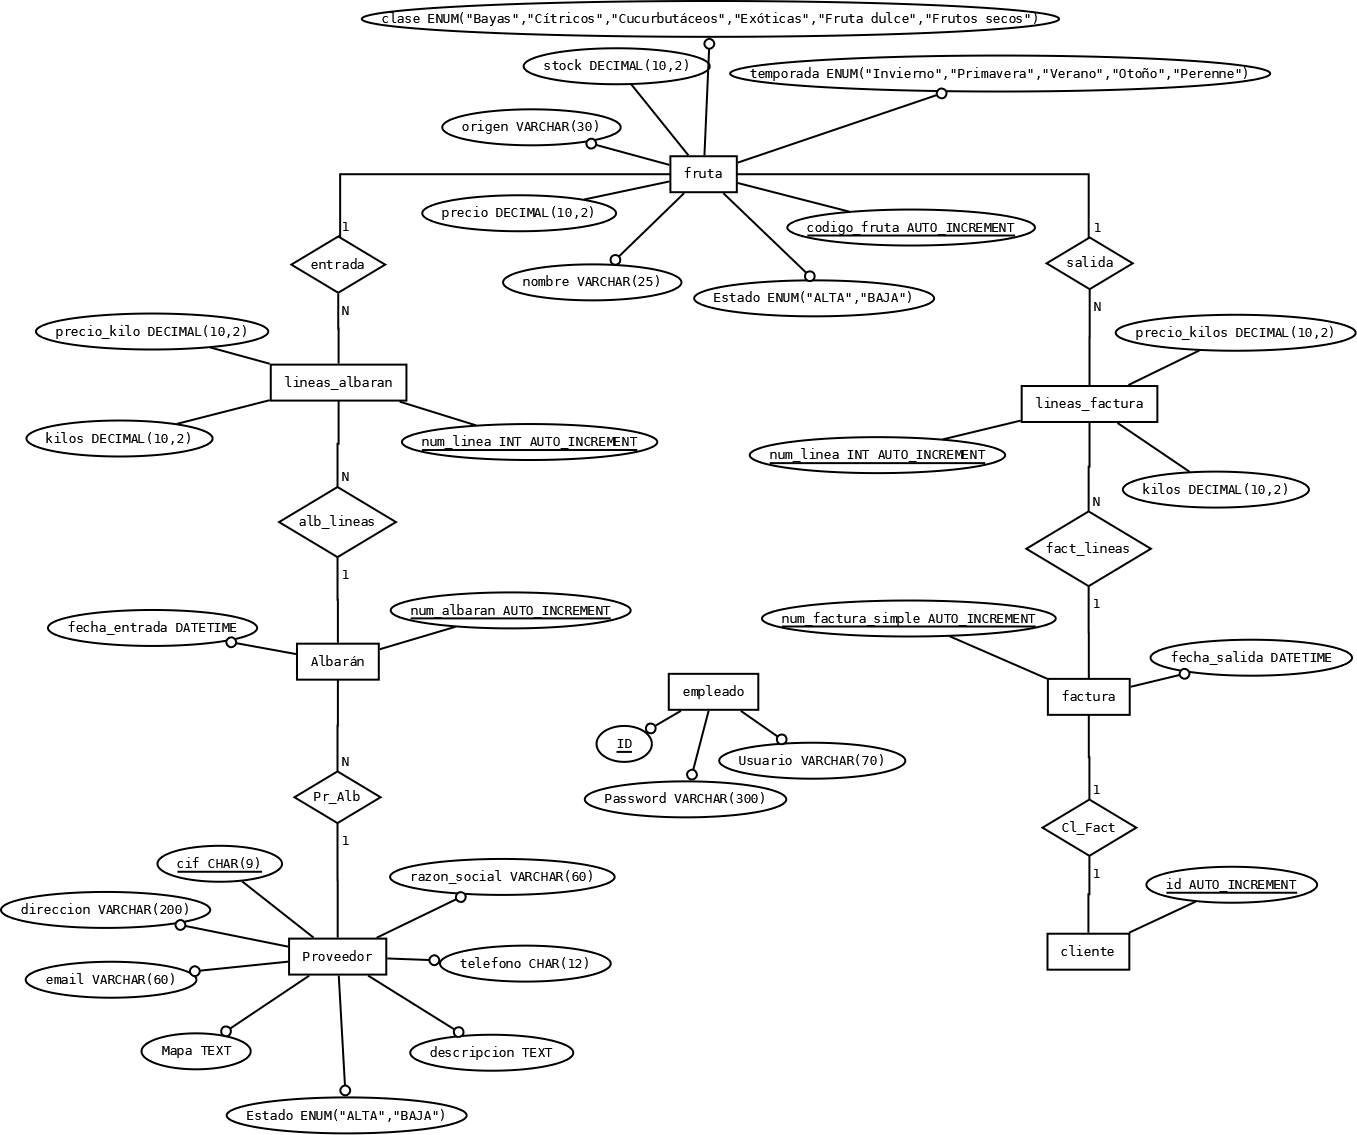 clase ENUM("Bayas","Cítricos","Cucurbutáceos","Exóticas","Fruta dulce","Frutos secos")
stock DECIMAL(10,2)
temporada ENUM("Invierno","Primavera","Verano","Otoño","Perenne")
origen VARCHAR(30)
fruta
precio DECIMAL(10,2)
codigo_fruta AUTO_INCREMENT
1
1
entrada
salida
nombre VARCHAR(25)
Estado ENUM("ALTA","BAJA")
N
N
precio_kilo DECIMAL(10,2)
precio_kilos DECIMAL(10,2)
lineas_albaran
lineas_factura
kilos DECIMAL(10,2)
num_linea INT AUTO_INCREMENT
num_linea INT AUTO_INCREMENT
kilos DECIMAL(10,2)
N
N
alb_lineas
fact_lineas
1
1
fecha_entrada DATETIME
num_albaran AUTO_INCREMENT
num_factura_simple AUTO_INCREMENT
fecha_salida DATETIME
Albarán
empleado
factura
ID
Usuario VARCHAR(70)
Password VARCHAR(300)
N
1
Pr_Alb
Cl_Fact
1
1
cif CHAR(9)
razon_social VARCHAR(60)
id AUTO_INCREMENT
direccion VARCHAR(200)
Proveedor
cliente
email VARCHAR(60)
telefono CHAR(12)
Mapa TEXT
descripcion TEXT
Estado ENUM("ALTA","BAJA")